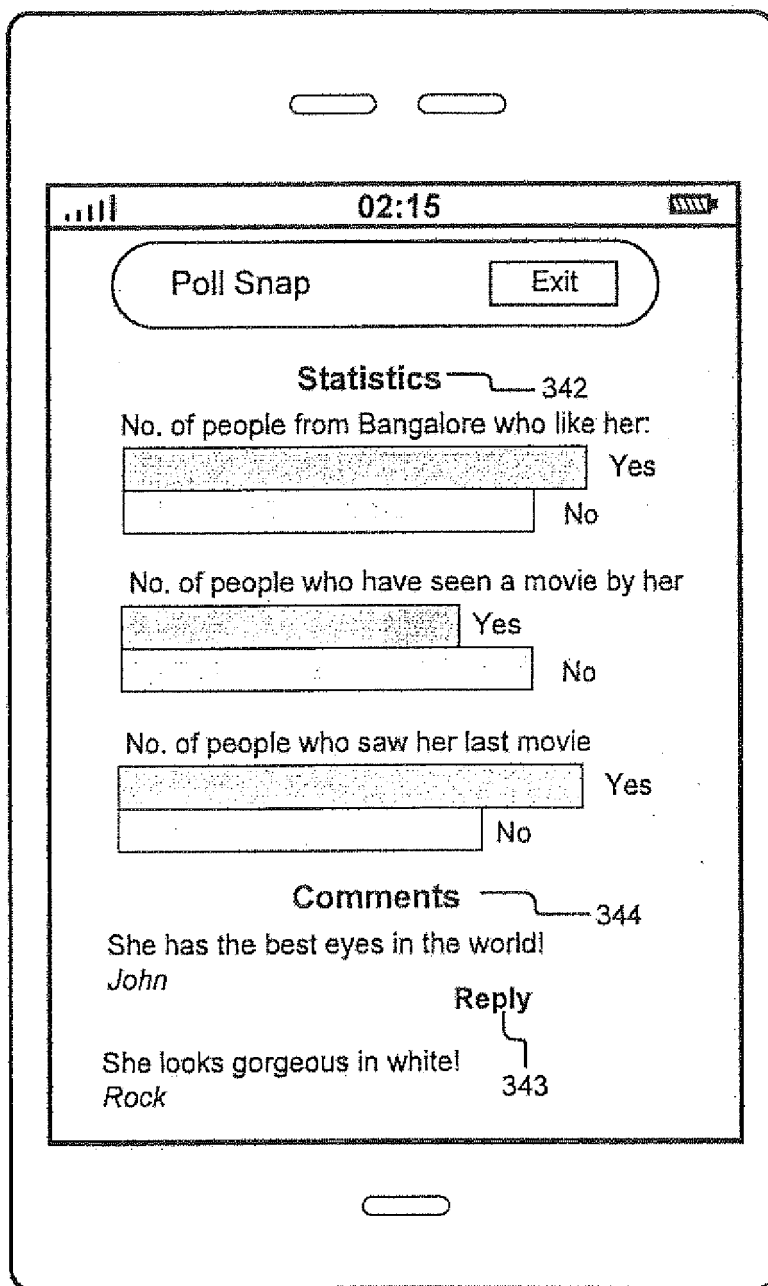 02:15
Poll Snap Exit
Statistics 342
No. of people from Bangalore who like her:
Yes
No
No. of people who have seen a movie by her
Yes
No
No. of people who saw her last movie
Yes
No
Comments 344
She has the best eyes in the world!
John
Reply
She looks gorgeous in white!
343
Rock